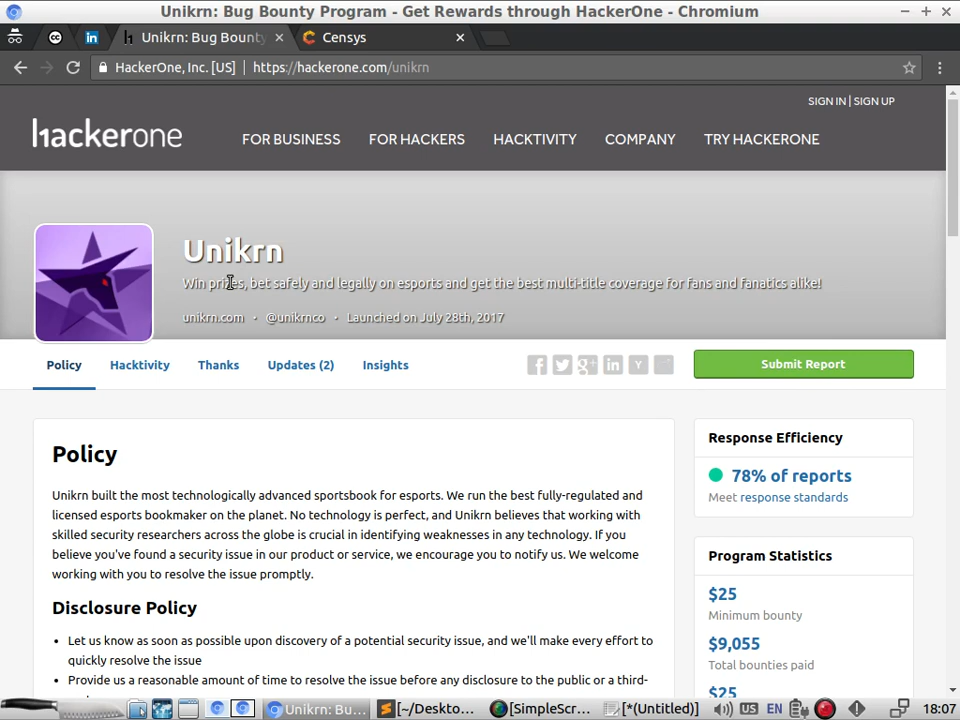 Unikrn: Bug Bounty Program - Get Rewards through HackerOne - Chromium
Unikrn: Bug Bounty
Censys
HackerOne, Inc. [US] | https://hackerone.com/unikrn
SIGN IN | SIGN UP
hackerone
FOR BUSINESS
FOR HACKERS
HACKTIVITY
COMPANY
TRY HACKERONE
Unikrn
Win prizes, bet safely and legally on esports and get the best multi-title coverage for fans and fanatics alike!
unikrn.com · @unikrnco · Launched on July 28th, 2017
Policy
Hacktivity
Thanks
Updates (2)
Insights
Submit Report
Policy
Unikrn built the most technologically advanced sportsbook for esports. We run the best fully-regulated and
licensed esports bookmaker on the planet. No technology is perfect, and Unikrn believes that working with
skilled security researchers across the globe is crucial in identifying weaknesses in any technology. If you
believe you've found a security issue in our product or service, we encourage you to notify us. We welcome
working with you to resolve the issue promptly.
Disclosure Policy
• Let us know as soon as possible upon discovery of a potential security issue, and we'll make every effort to
quickly resolve the issue
• Provide us a reasonable amount of time to resolve the issue before any disclosure to the public or a third-
Response Efficiency
78% of reports
Meet response standards
Program Statistics
$25
Minimum bounty
$9,055
Total bounties paid
$25
Unikrn: Bu...
[~/Deskto...
[SimpleScr...
[*(Untitled)]
US
EN
18:07